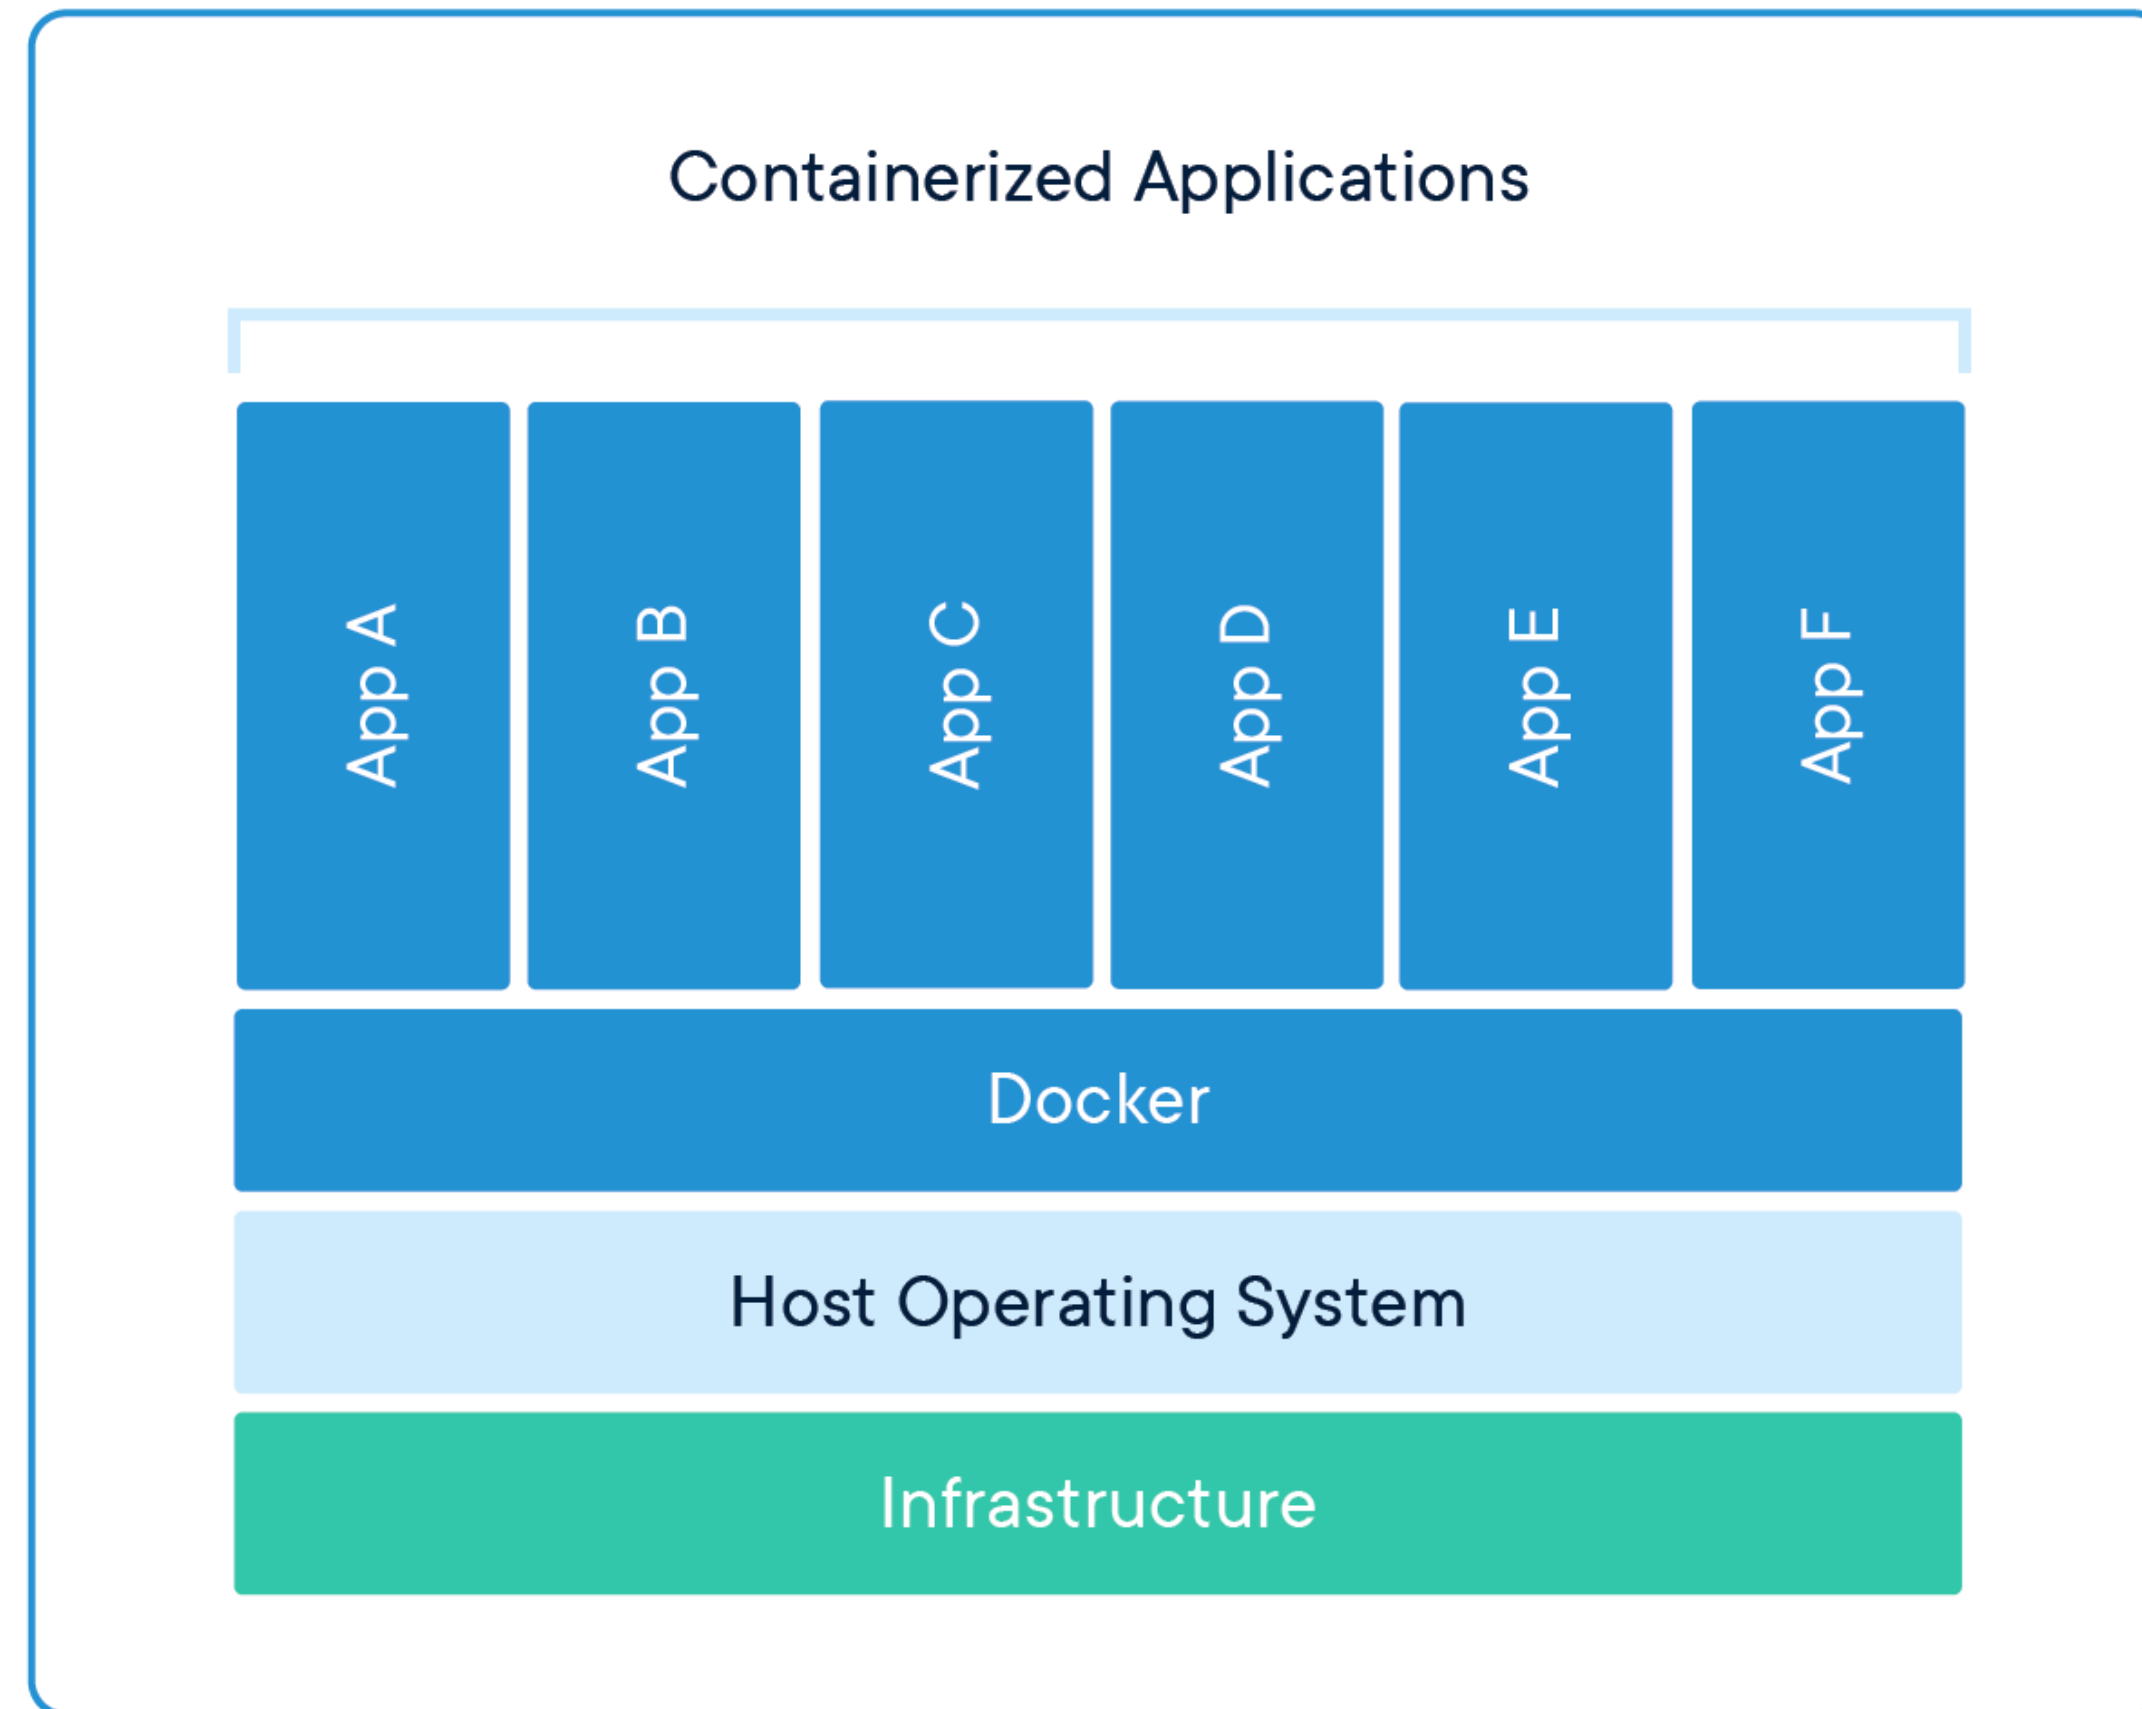 Containerized Applications
App A
App B
App C
App D
App E
App F
Docker
Host Operating System
Infrastructure